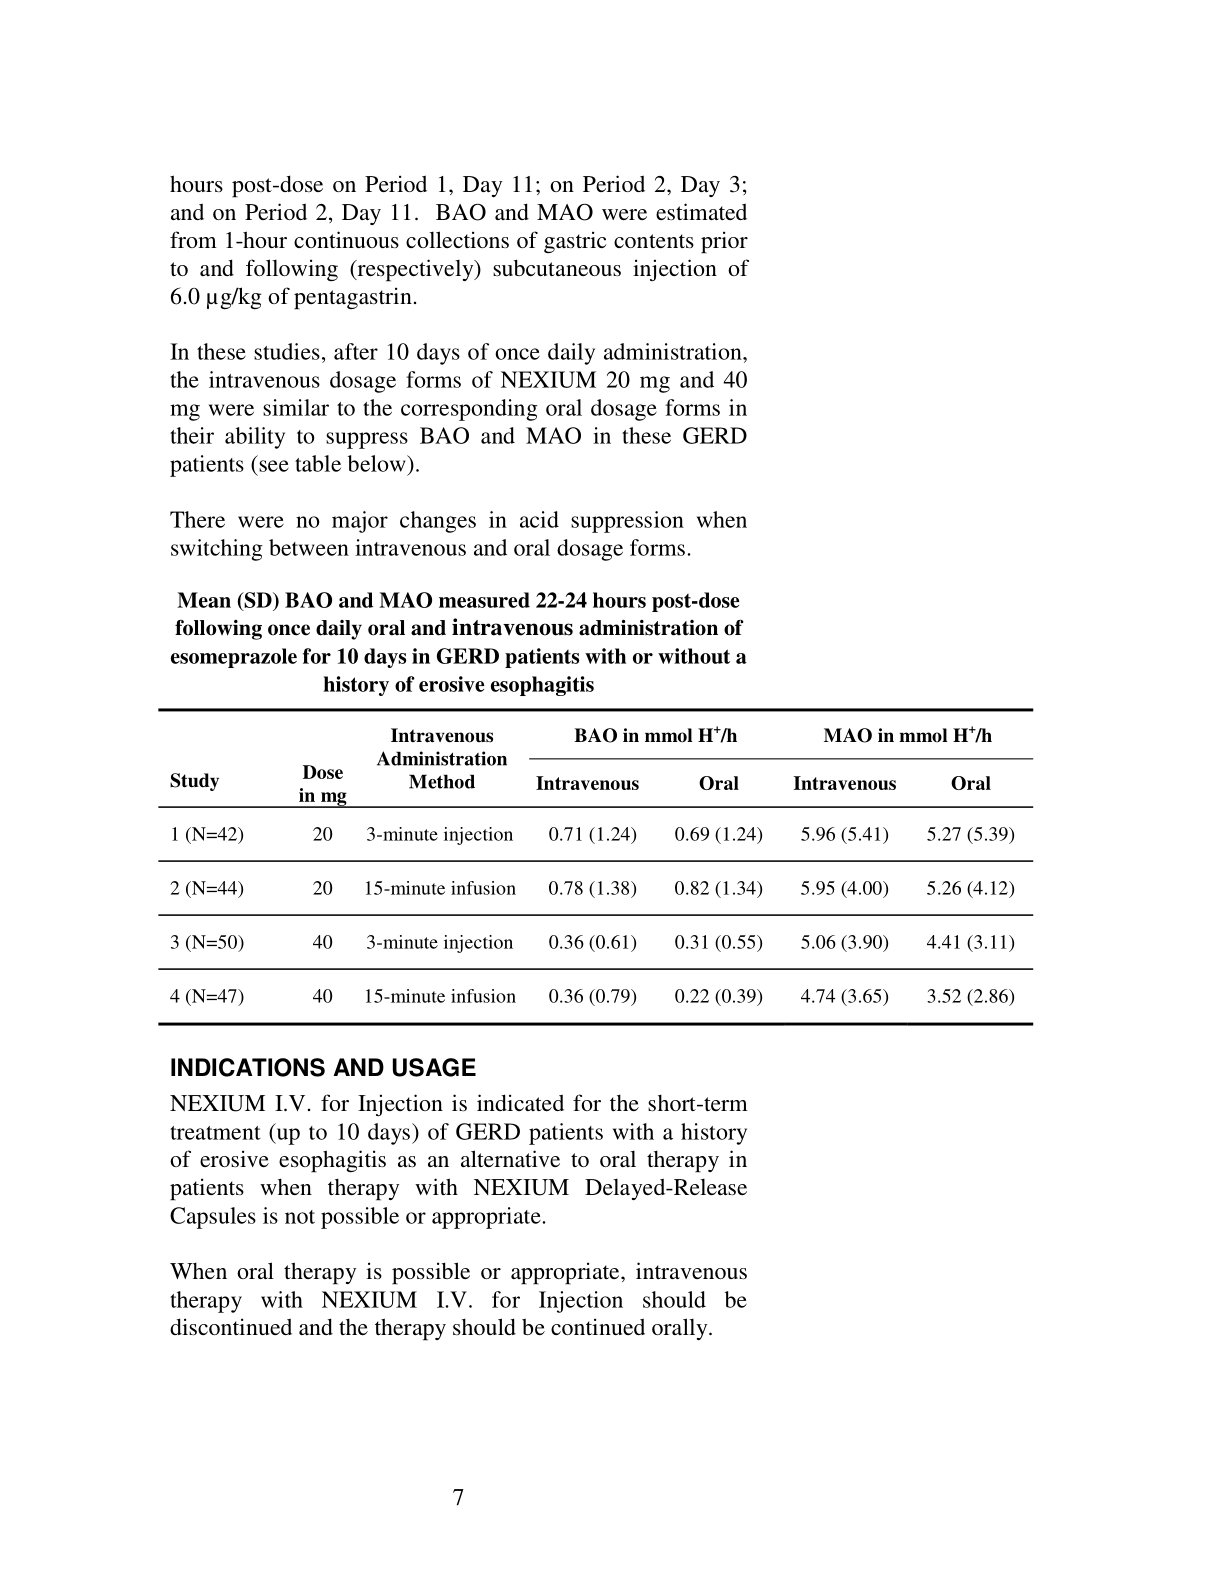 hours post-dose on Period 1, Day 11; on Period 2, Day 3;
and on Period 2, Day 11.  BAO and MAO were estimated
from 1-hour continuous collections of gastric contents prior
to and following (respectively) subcutaneous injection of
6.0 µg/kg of pentagastrin.
In these studies, after 10 days of once daily administration,
the intravenous dosage forms of NEXIUM 20 mg and 40
mg were similar to the corresponding oral dosage forms in
their ability to suppress BAO and MAO in these GERD
patients (see table below).
There were no major changes in acid suppression when
switching between intravenous and oral dosage forms.
Mean (SD) BAO and MAO measured 22-24 hours post-dose
following once daily oral and intravenous administration of
esomeprazole for 10 days in GERD patients with or without a
history of erosive esophagitis
Intravenous BAO in mmol H⁺/h MAO in mmol H⁺/h
Administration
Study Dose Method Intravenous Oral Intravenous Oral
in mg
1 (N=42) 20 3-minute injection 0.71 (1.24) 0.69 (1.24) 5.96 (5.41) 5.27 (5.39)
2 (N=44) 20 15-minute infusion 0.78 (1.38) 0.82 (1.34) 5.95 (4.00) 5.26 (4.12)
3 (N=50) 40 3-minute injection 0.36 (0.61) 0.31 (0.55) 5.06 (3.90) 4.41 (3.11)
4 (N=47) 40 15-minute infusion 0.36 (0.79) 0.22 (0.39) 4.74 (3.65) 3.52 (2.86)
INDICATIONS AND USAGE
NEXIUM I.V. for Injection is indicated for the short-term
treatment (up to 10 days) of GERD patients with a history
of erosive esophagitis as an alternative to oral therapy in
patients when therapy with NEXIUM Delayed-Release
Capsules is not possible or appropriate.
When oral therapy is possible or appropriate, intravenous
therapy with NEXIUM I.V. for Injection should be
discontinued and the therapy should be continued orally.
7